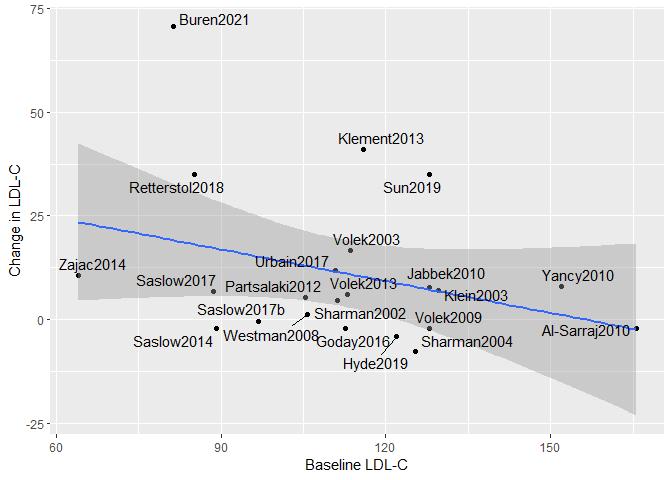 75
Buren2021
50
Klement2013
Retterstol2018
Sun2019
Change in LDL-C
25
Volek2003
Zajac2014
Urbain2017
Jabbek2010
Yancy2010
Saslow2017
Partsalaki2012
Volek2013
Klein2003
Saslow2017b
Sharman2002
Volek2009
0
Westman2008
Al-Sarraj2010
Saslow2014
Goday2016
Sharman2004
Hyde2019
-25
60
90
120
150
Baseline LDL-C